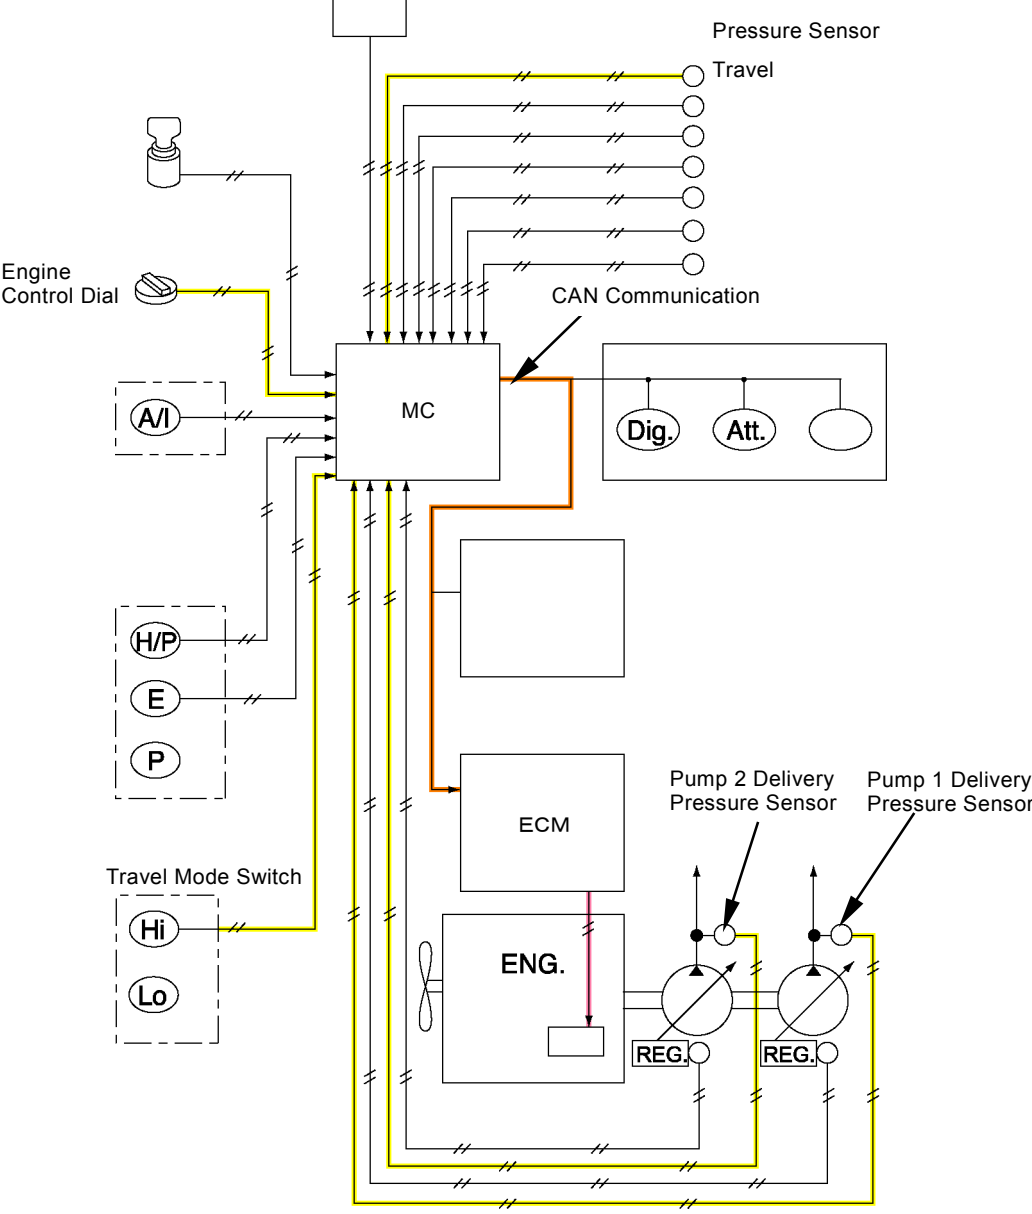 Pressure Sensor
Travel
Engine
Control Dial
CAN Communication
A/I
MC
Dig.
Att.
H/P
E
P
ECM
Pump 2 Delivery
Pressure Sensor
Pump 1 Delivery
Pressure Sensor
Travel Mode Switch
Hi
Lo
ENG.
REG.
REG.